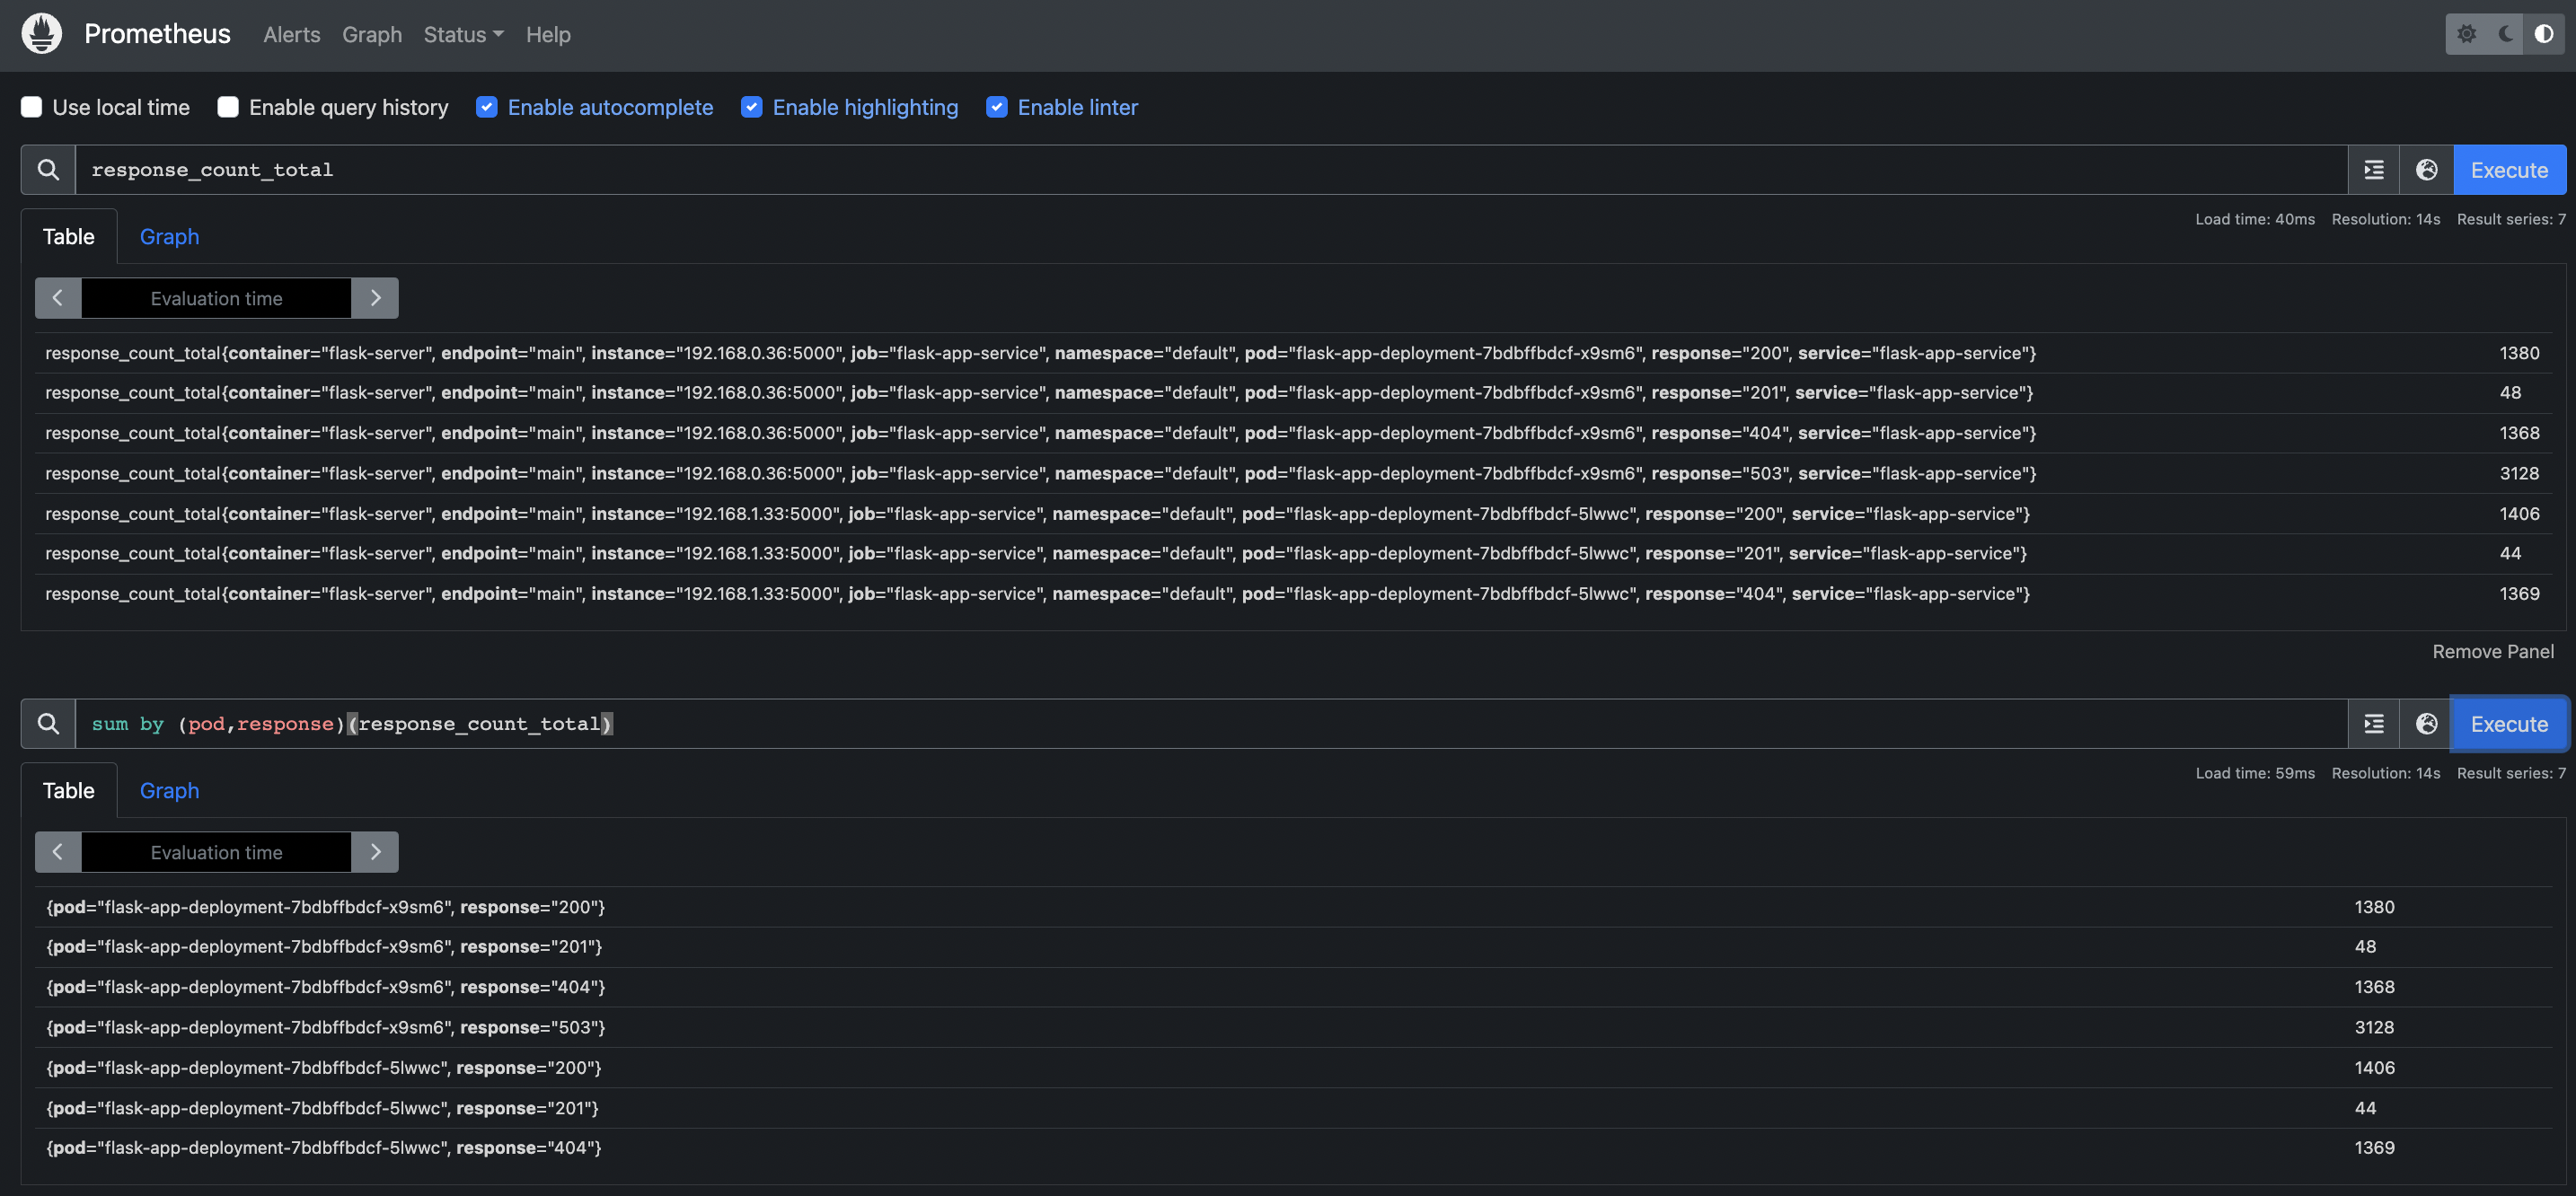 Prometheus Alerts Graph Status Help
Use local time Enable query history Enable autocomplete Enable highlighting Enable linter
response_count_total Execute
Table Graph Load time: 40ms Resolution: 14s Result series: 7
Evaluation time
response_count_total{container="flask-server", endpoint="main", instance="192.168.0.36:5000", job="flask-app-service", namespace="default", pod="flask-app-deployment-7bdbffbdcf-x9sm6", response="200", service="flask-app-service"} 1380
response_count_total{container="flask-server", endpoint="main", instance="192.168.0.36:5000", job="flask-app-service", namespace="default", pod="flask-app-deployment-7bdbffbdcf-x9sm6", response="201", service="flask-app-service"} 48
response_count_total{container="flask-server", endpoint="main", instance="192.168.0.36:5000", job="flask-app-service", namespace="default", pod="flask-app-deployment-7bdbffbdcf-x9sm6", response="404", service="flask-app-service"} 1368
response_count_total{container="flask-server", endpoint="main", instance="192.168.0.36:5000", job="flask-app-service", namespace="default", pod="flask-app-deployment-7bdbffbdcf-x9sm6", response="503", service="flask-app-service"} 3128
response_count_total{container="flask-server", endpoint="main", instance="192.168.1.33:5000", job="flask-app-service", namespace="default", pod="flask-app-deployment-7bdbffbdcf-5lwwc", response="200", service="flask-app-service"} 1406
response_count_total{container="flask-server", endpoint="main", instance="192.168.1.33:5000", job="flask-app-service", namespace="default", pod="flask-app-deployment-7bdbffbdcf-5lwwc", response="201", service="flask-app-service"} 44
response_count_total{container="flask-server", endpoint="main", instance="192.168.1.33:5000", job="flask-app-service", namespace="default", pod="flask-app-deployment-7bdbffbdcf-5lwwc", response="404", service="flask-app-service"} 1369
Remove Panel
sum by (pod,response)(response_count_total) Execute
Table Graph Load time: 59ms Resolution: 14s Result series: 7
Evaluation time
{pod="flask-app-deployment-7bdbffbdcf-x9sm6", response="200"} 1380
{pod="flask-app-deployment-7bdbffbdcf-x9sm6", response="201"} 48
{pod="flask-app-deployment-7bdbffbdcf-x9sm6", response="404"} 1368
{pod="flask-app-deployment-7bdbffbdcf-x9sm6", response="503"} 3128
{pod="flask-app-deployment-7bdbffbdcf-5lwwc", response="200"} 1406
{pod="flask-app-deployment-7bdbffbdcf-5lwwc", response="201"} 44
{pod="flask-app-deployment-7bdbffbdcf-5lwwc", response="404"} 1369